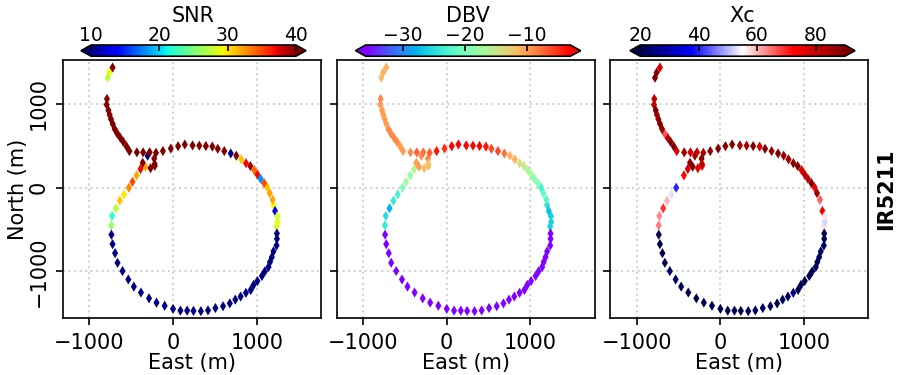 SNR DBV Xc
10 20 30 40 −30 −20 −10 20 40 60 80
1000
0
−1000
North (m)
IR5211
−1000 0 1000 −1000 0 1000 −1000 0 1000
East (m) East (m) East (m)